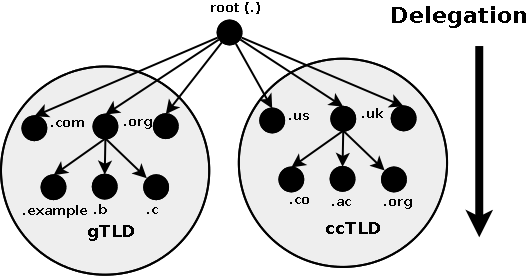 root (.)
Delegation
.com
.org
.us
.uk
.example
.b
.c
.co
.ac
.org
gTLD
ccTLD